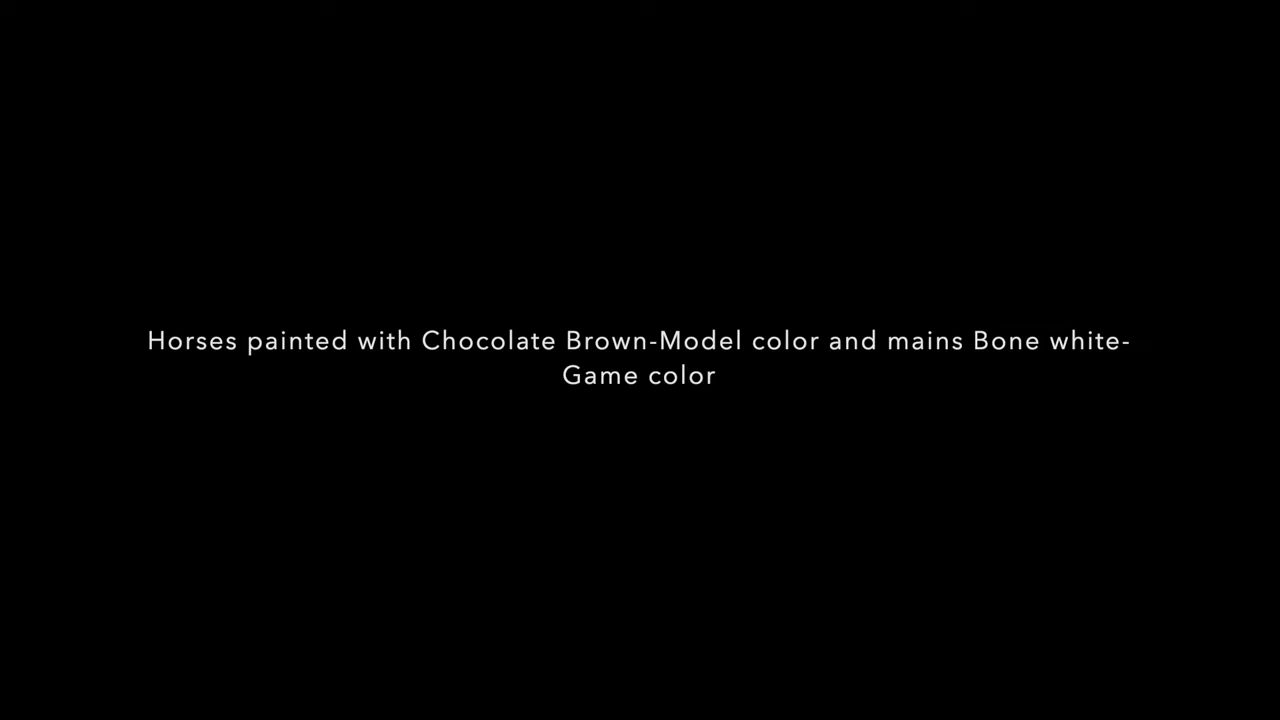 Horses painted with Chocolate Brown-Model color and mains Bone white-
Game color